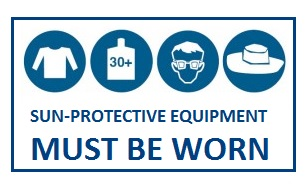 30+
SUN-PROTECTIVE EQUIPMENT
MUST BE WORN